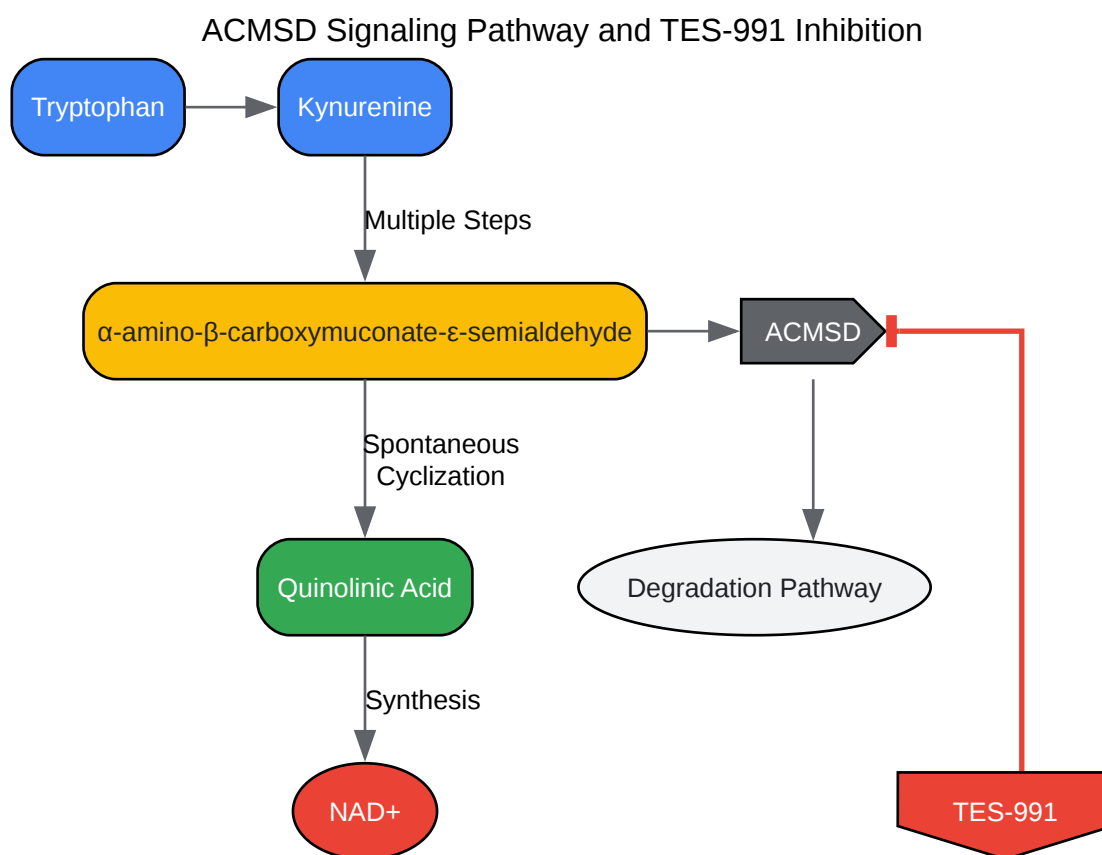 ACMSD Signaling Pathway and TES-991 Inhibition
Tryptophan
Kynurenine
Multiple Steps
α-amino-β-carboxymuconate-ε-semialdehyde
ACMSD
Spontaneous
Cyclization
Quinolinic Acid
Degradation Pathway
Synthesis
NAD+
TES-991